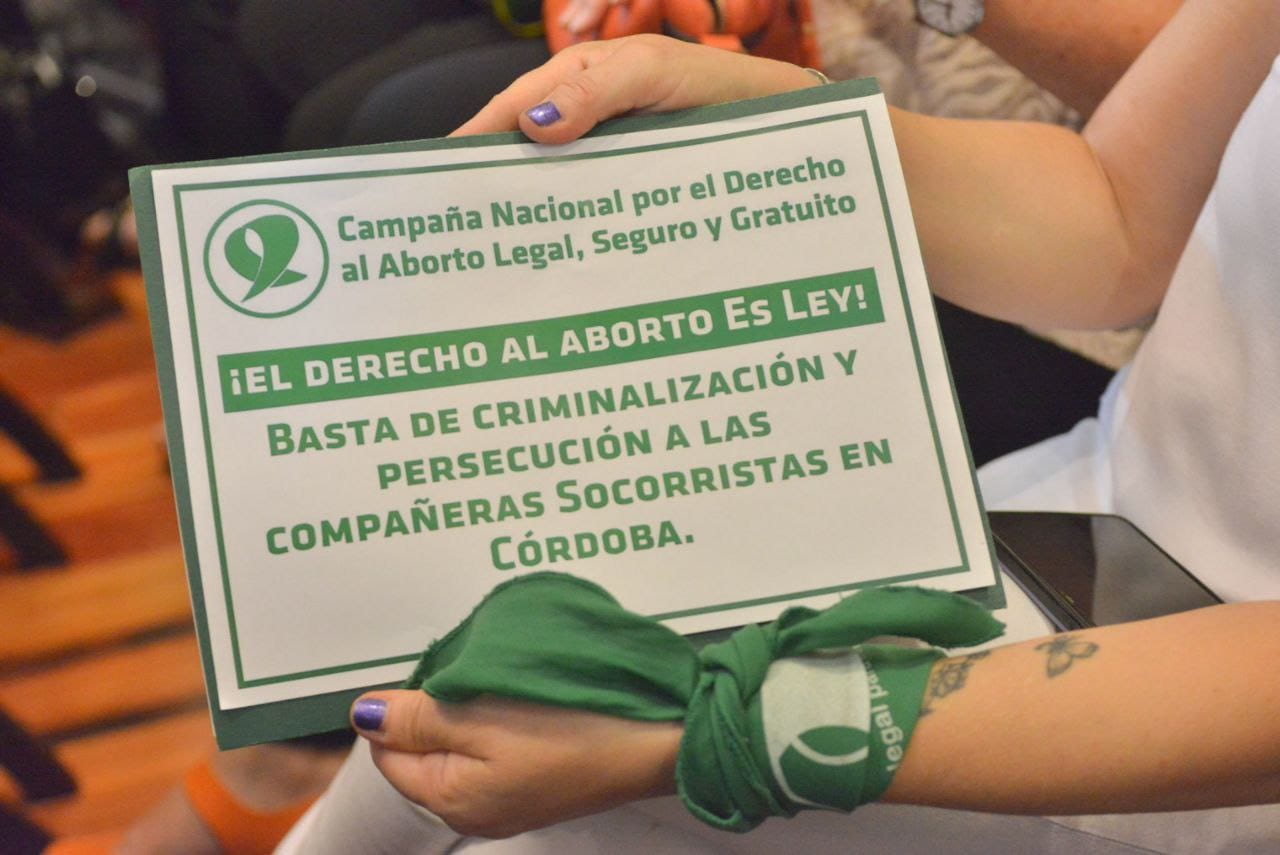 Campaña Nacional por el Derecho
al Aborto Legal, Seguro y Gratuito
¡EL DERECHO AL ABORTO ES LEY!
BASTA DE CRIMINALIZACIÓN Y
PERSECUCIÓN A LAS
COMPAÑERAS SOCORRISTAS EN
CÓRDOBA.
legal